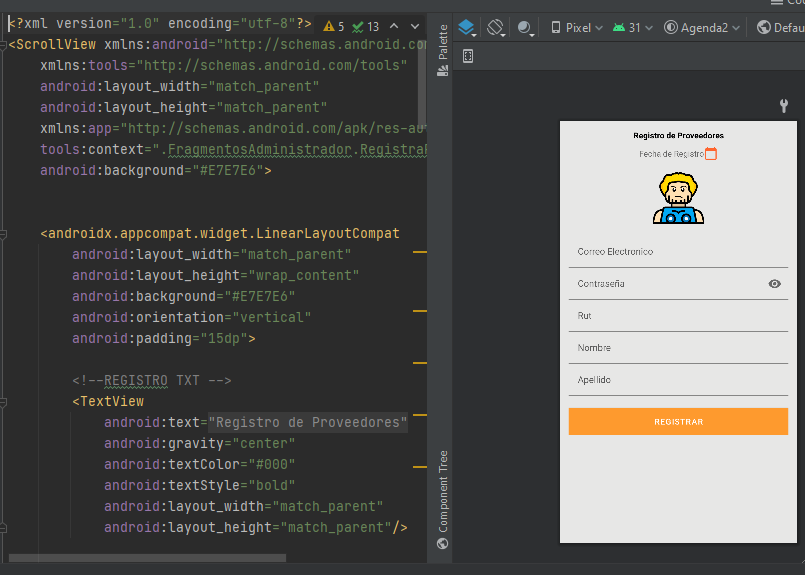 <?xml version="1.0" encoding="utf-8"?>
5
13
<ScrollView xmlns:android="http://schemas.android.co
xmlns:tools="http://schemas.android.com/tools"
android:layout_width="match_parent"
android:layout_height="match_parent"
xmlns:app="http://schemas.android.com/apk/res-au
tools:context=".FragmentosAdministrador.Registra
android:background="#E7E7E6">
<androidx.appcompat.widget.LinearLayoutCompat
android:layout_width="match_parent"
android:layout_height="wrap_content"
android:background="#E7E7E6"
android:orientation="vertical"
android:padding="15dp">
<!--REGISTRO TXT -->
<TextView
android:text="Registro de Proveedores"
android:gravity="center"
android:textColor="#000"
android:textStyle="bold"
android:layout_width="match_parent"
android:layout_height="match_parent"/>
Palette
Component Tree
Pixel
31
Agenda2
Defau
Registro de Proveedores
Fecha de Registro
Correo Electronico
Contraseña
Rut
Nombre
Apellido
REGISTRAR